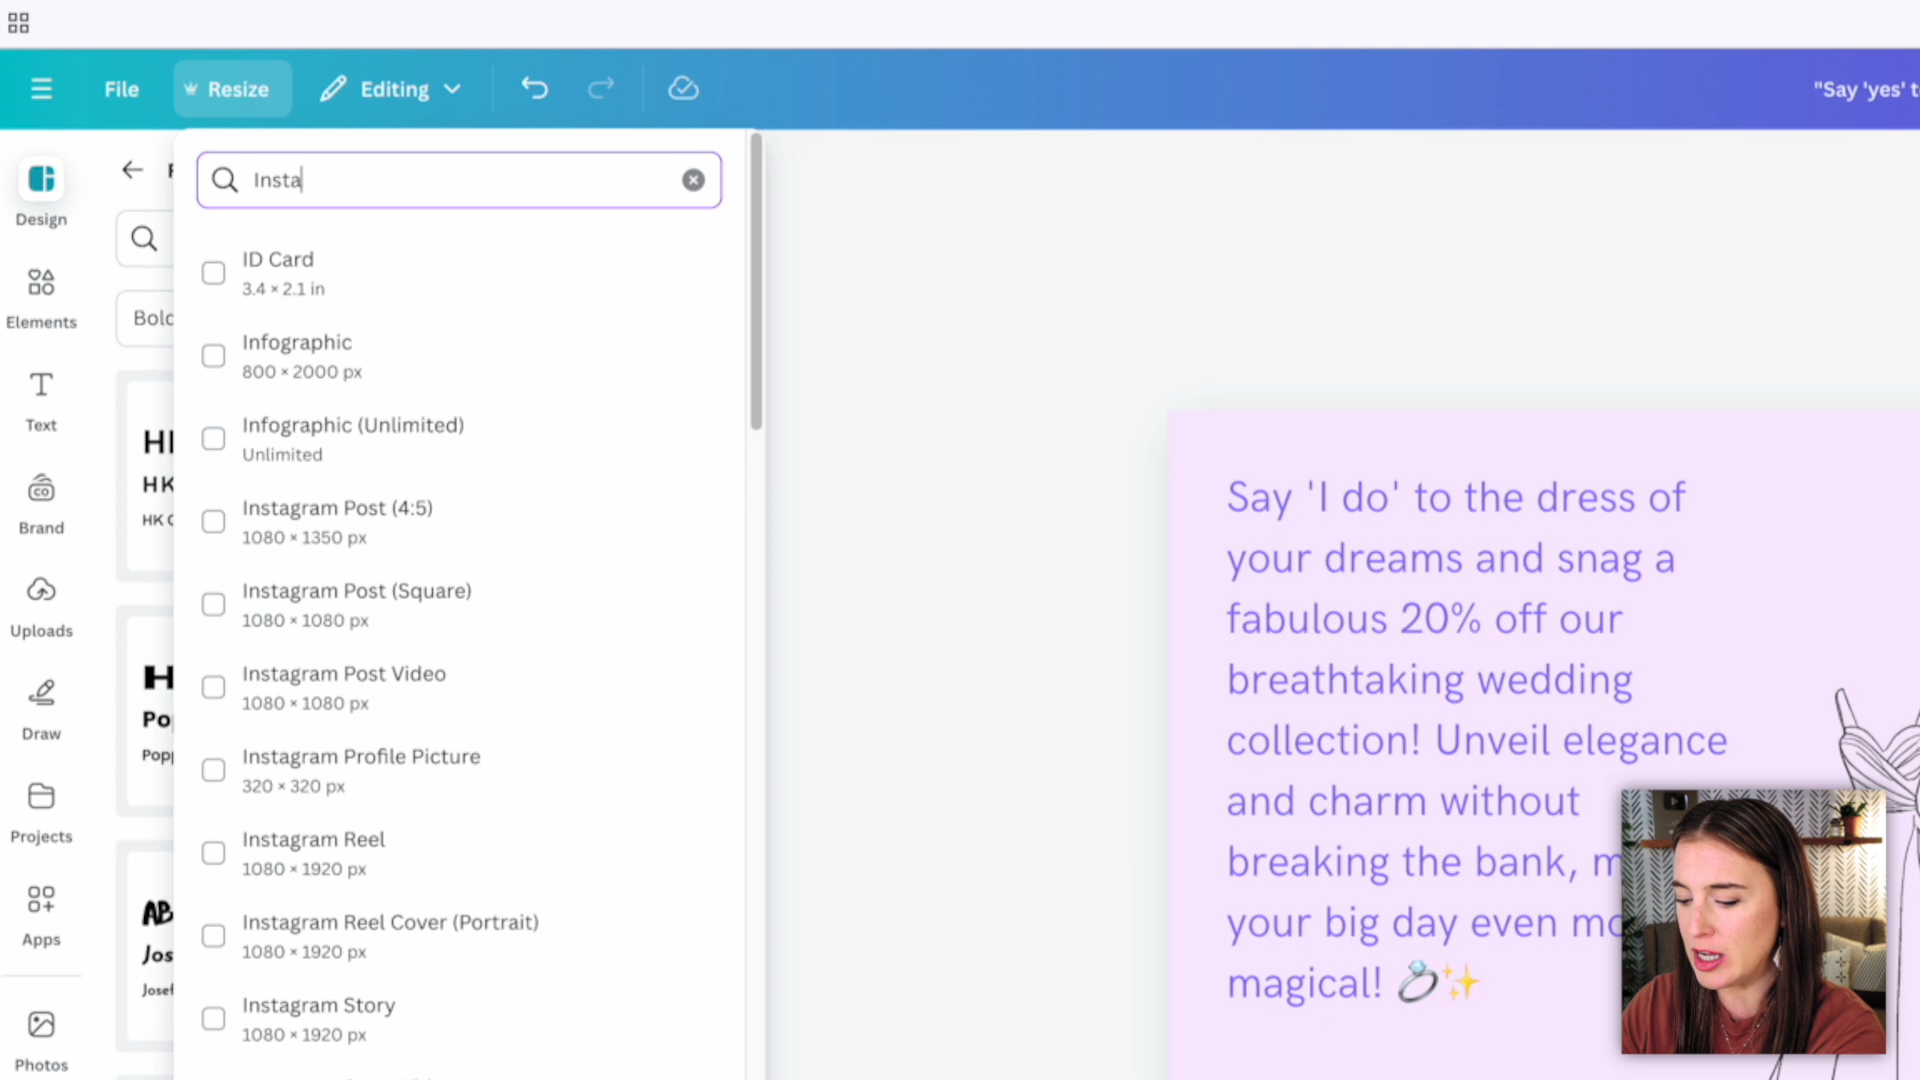 File
Resize
Editing
"Say 'yes' to
Insta
Design
Elements
Text
Brand
Uploads
Draw
Projects
Apps
Photos
ID Card
3.4 × 2.1 in
Infographic
800 × 2000 px
Infographic (Unlimited)
Unlimited
Instagram Post (4:5)
1080 × 1350 px
Instagram Post (Square)
1080 × 1080 px
Instagram Post Video
1080 × 1080 px
Instagram Profile Picture
320 × 320 px
Instagram Reel
1080 × 1920 px
Instagram Reel Cover (Portrait)
1080 × 1920 px
Instagram Story
1080 × 1920 px
Say 'I do' to the dress of
your dreams and snag a
fabulous 20% off our
breathtaking wedding
collection! Unveil elegance
and charm without
breaking the bank, m
your big day even mo
magical! 💍✨